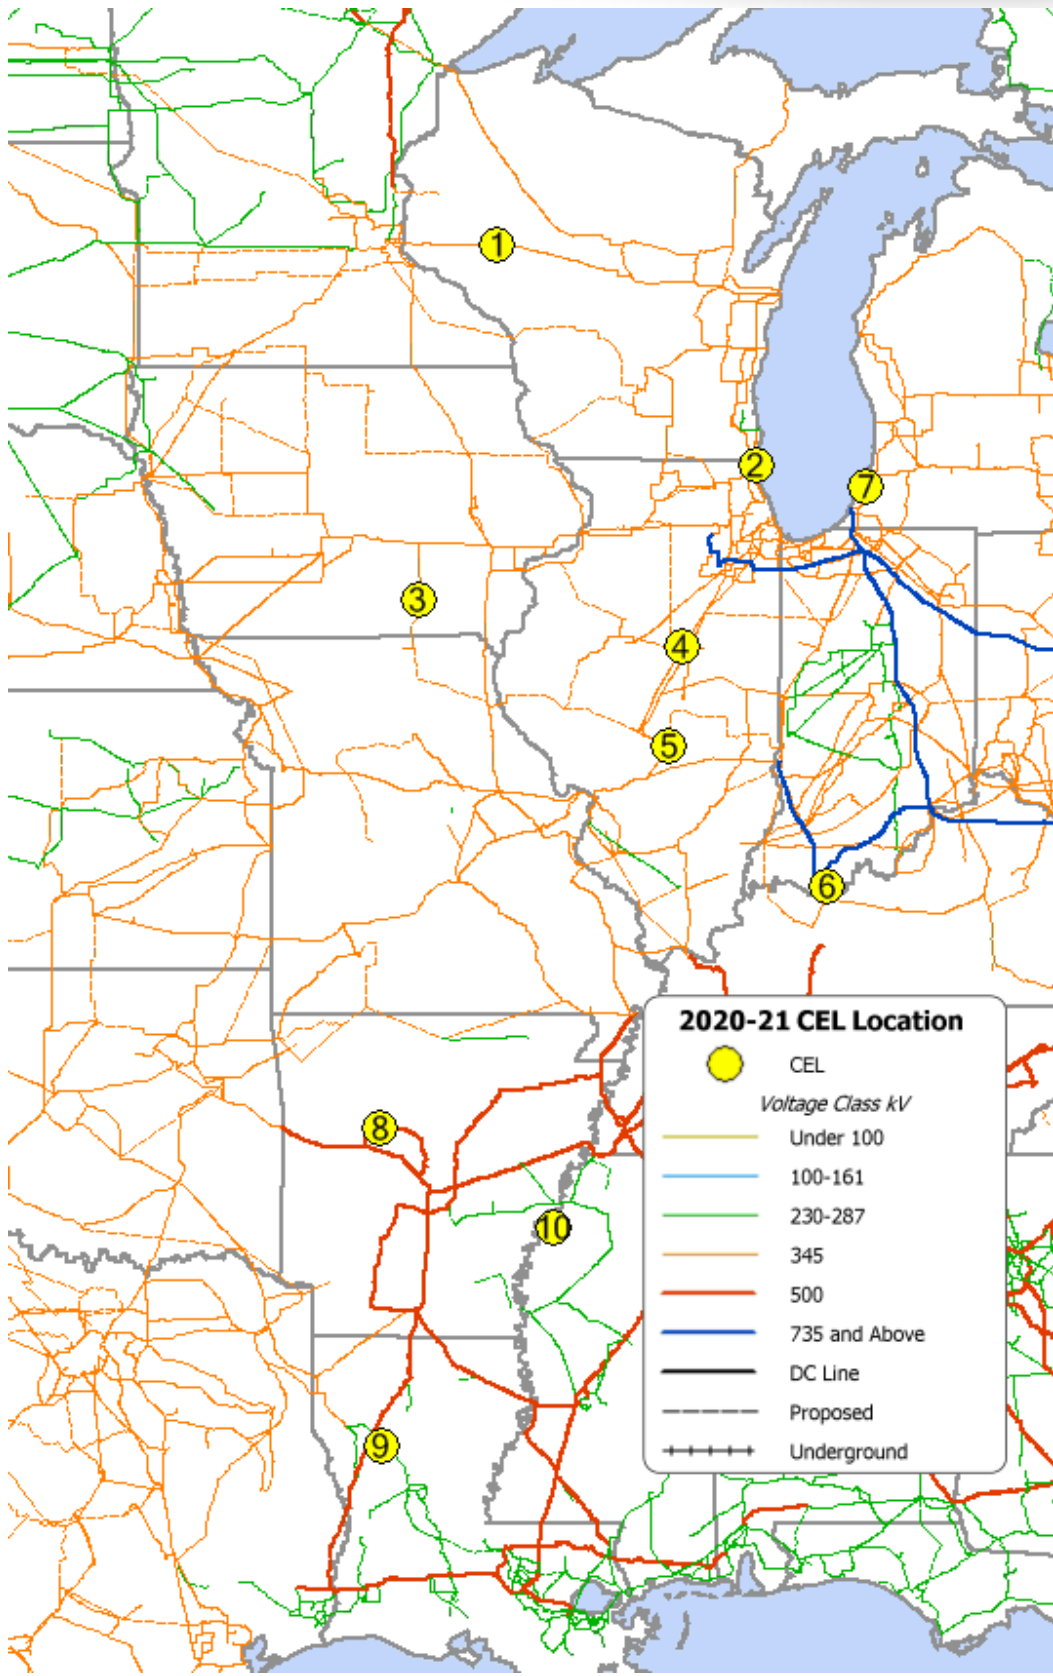 1
2
7
3
4
5
6
2020-21 CEL Location
CEL
Voltage Class kV
Under 100
100-161
230-287
345
500
735 and Above
DC Line
Proposed
Underground
8
10
9